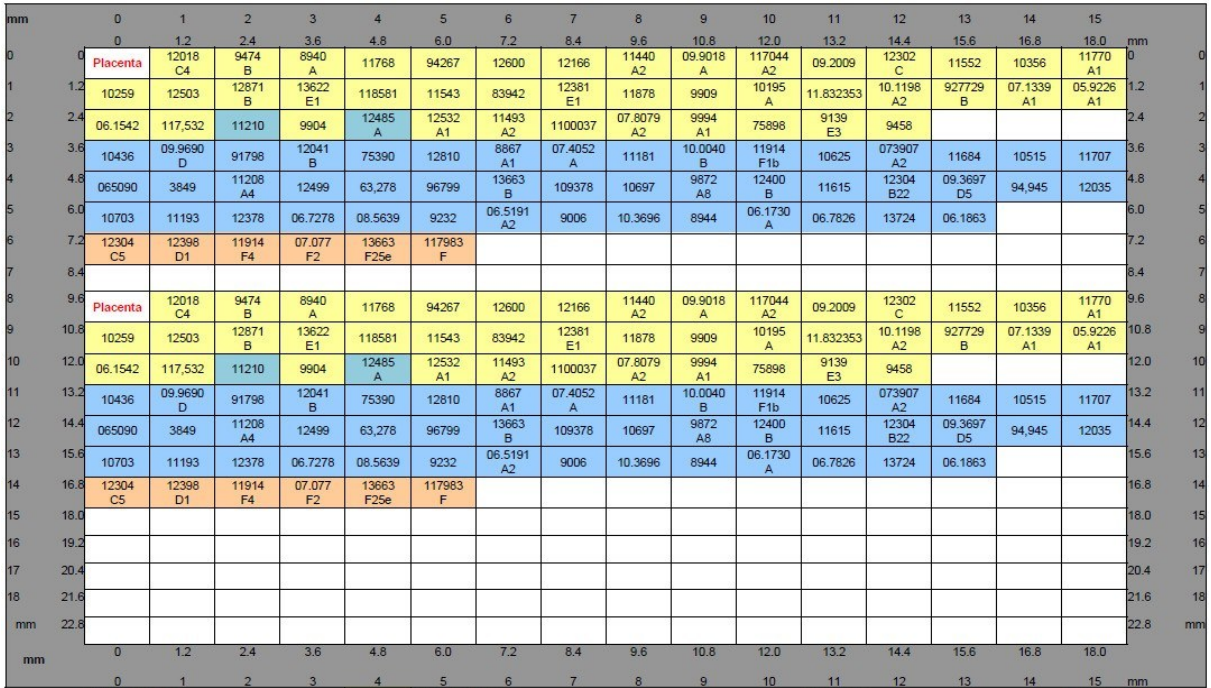 mm 0 1 2 3 4 5 6 7 8 9 10 11 12 13 14 15
0 1.2 2.4 3.6 4.8 6.0 7.2 8.4 9.6 10.8 12.0 13.2 14.4 15.6 16.8 18.0 mm
0 0 Placenta 12018 C4 9474 B 8940 A 11768 94267 12600 12166 11440 A2 09.9018 A 117044 A2 09.2009 12302 C 11552 10356 11770 A1 0 0
1 1.2 10259 12503 12871 B 13622 E1 118581 11543 83942 12381 E1 11878 9909 10195 A 11.832353 10.1198 A2 927729 B 07.1339 A1 05.9226 A1 1.2 1
2 2.4 06.1542 117,532 11210 9904 12485 A 12532 A1 11493 A2 1100037 07.8079 A2 9994 A1 75898 9139 E3 9458 2.4 2
3 3.6 10436 09.9690 D 91798 12041 B 75390 12810 8867 A1 07.4052 A 11181 10.0040 B 11914 F1b 10625 073907 A2 11684 10515 11707 3.6 3
4 4.8 065090 3849 11208 A4 12499 63,278 96799 13663 B 109378 10697 9872 A8 12400 B 11615 12304 B22 09.3697 D5 94,945 12035 4.8 4
5 6.0 10703 11193 12378 06.7278 08.5639 9232 06.5191 A2 9006 10.3696 8944 06.1730 A 06.7826 13724 06.1863 6.0 5
6 7.2 12304 C5 12398 D1 11914 F4 07.077 F2 13663 F25e 117983 F 7.2 6
7 8.4 8.4 7
8 9.6 Placenta 12018 C4 9474 B 8940 A 11768 94267 12600 12166 11440 A2 09.9018 A 117044 A2 09.2009 12302 C 11552 10356 11770 A1 9.6 8
9 10.8 10259 12503 12871 B 13622 E1 118581 11543 83942 12381 E1 11878 9909 10195 A 11.832353 10.1198 A2 927729 B 07.1339 A1 05.9226 A1 10.8 9
10 12.0 06.1542 117,532 11210 9904 12485 A 12532 A1 11493 A2 1100037 07.8079 A2 9994 A1 75898 9139 E3 9458 12.0 10
11 13.2 10436 09.9690 D 91798 12041 B 75390 12810 8867 A1 07.4052 A 11181 10.0040 B 11914 F1b 10625 073907 A2 11684 10515 11707 13.2 11
12 14.4 065090 3849 11208 A4 12499 63,278 96799 13663 B 109378 10697 9872 A8 12400 B 11615 12304 B22 09.3697 D5 94,945 12035 14.4 12
13 15.6 10703 11193 12378 06.7278 08.5639 9232 06.5191 A2 9006 10.3696 8944 06.1730 A 06.7826 13724 06.1863 15.6 13
14 16.8 12304 C5 12398 D1 11914 F4 07.077 F2 13663 F25e 117983 F 16.8 14
15 18.0 18.0 15
16 19.2 19.2 16
17 20.4 20.4 17
18 21.6 21.6 18
mm 22.8 22.8 mm
mm 0 1.2 2.4 3.6 4.8 6.0 7.2 8.4 9.6 10.8 12.0 13.2 14.4 15.6 16.8 18.0
0 1 2 3 4 5 6 7 8 9 10 11 12 13 14 15 mm